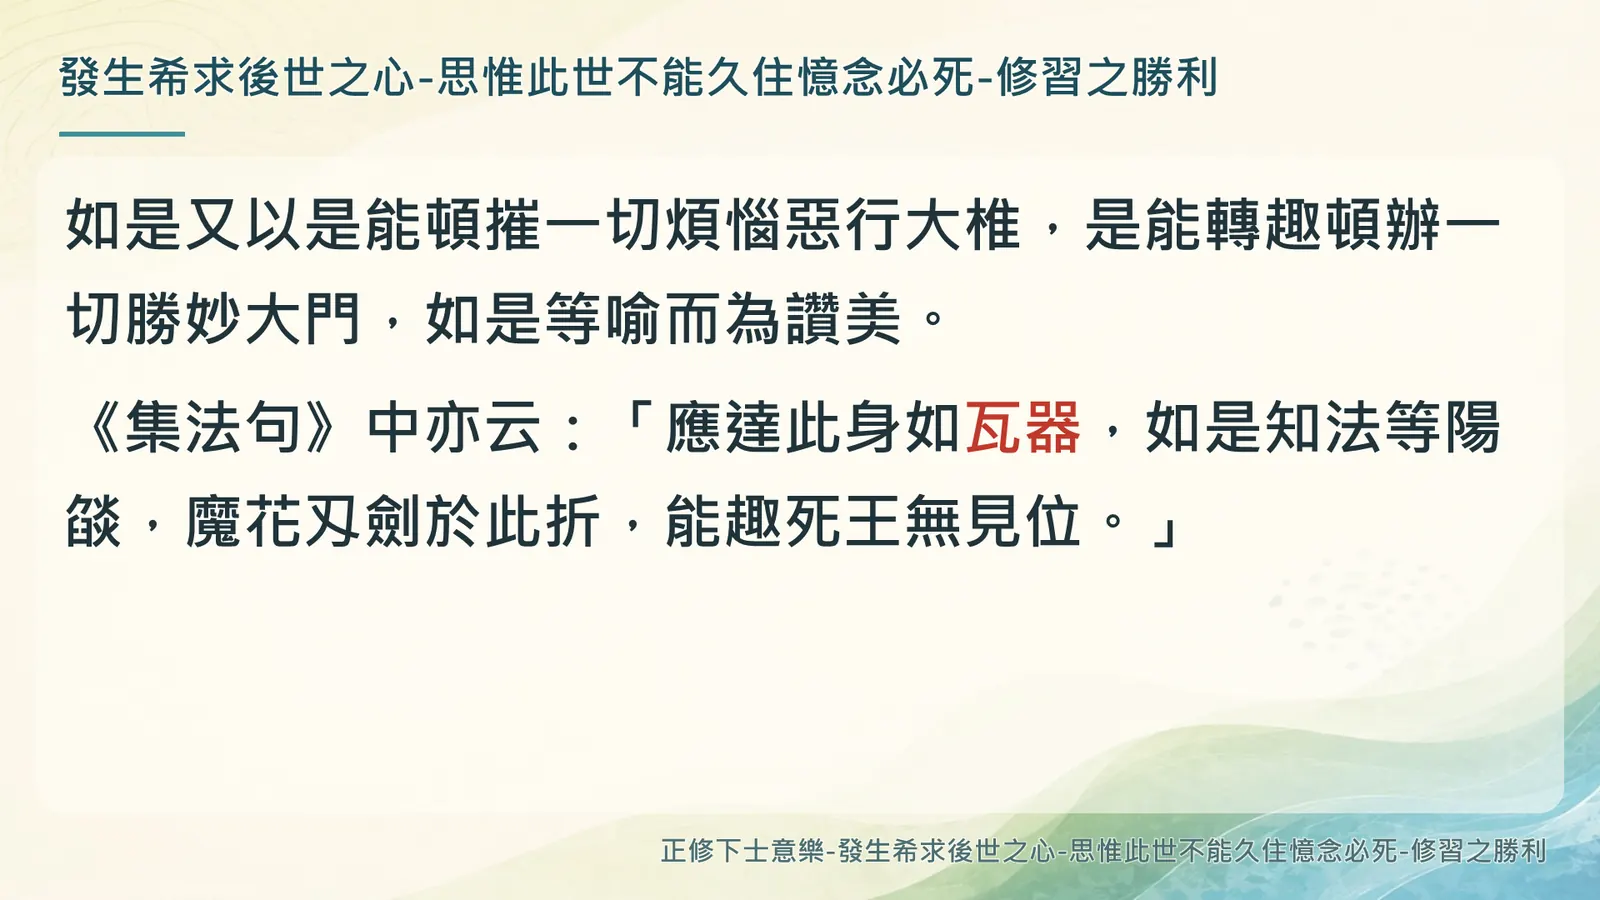 發生希求後世之心-思惟此世不能久住憶念必死-修習之勝利
如是又以是能頓摧一切煩惱惡行大椎，是能轉趣頓辦一
切勝妙大門，如是等喻而為讚美。
《集法句》中亦云：「應達此身如瓦器，如是知法等陽
燄，魔花刃劍於此折，能趣死王無見位。」
正修下士意樂-發生希求後世之心-思惟此世不能久住憶念必死-修習之勝利